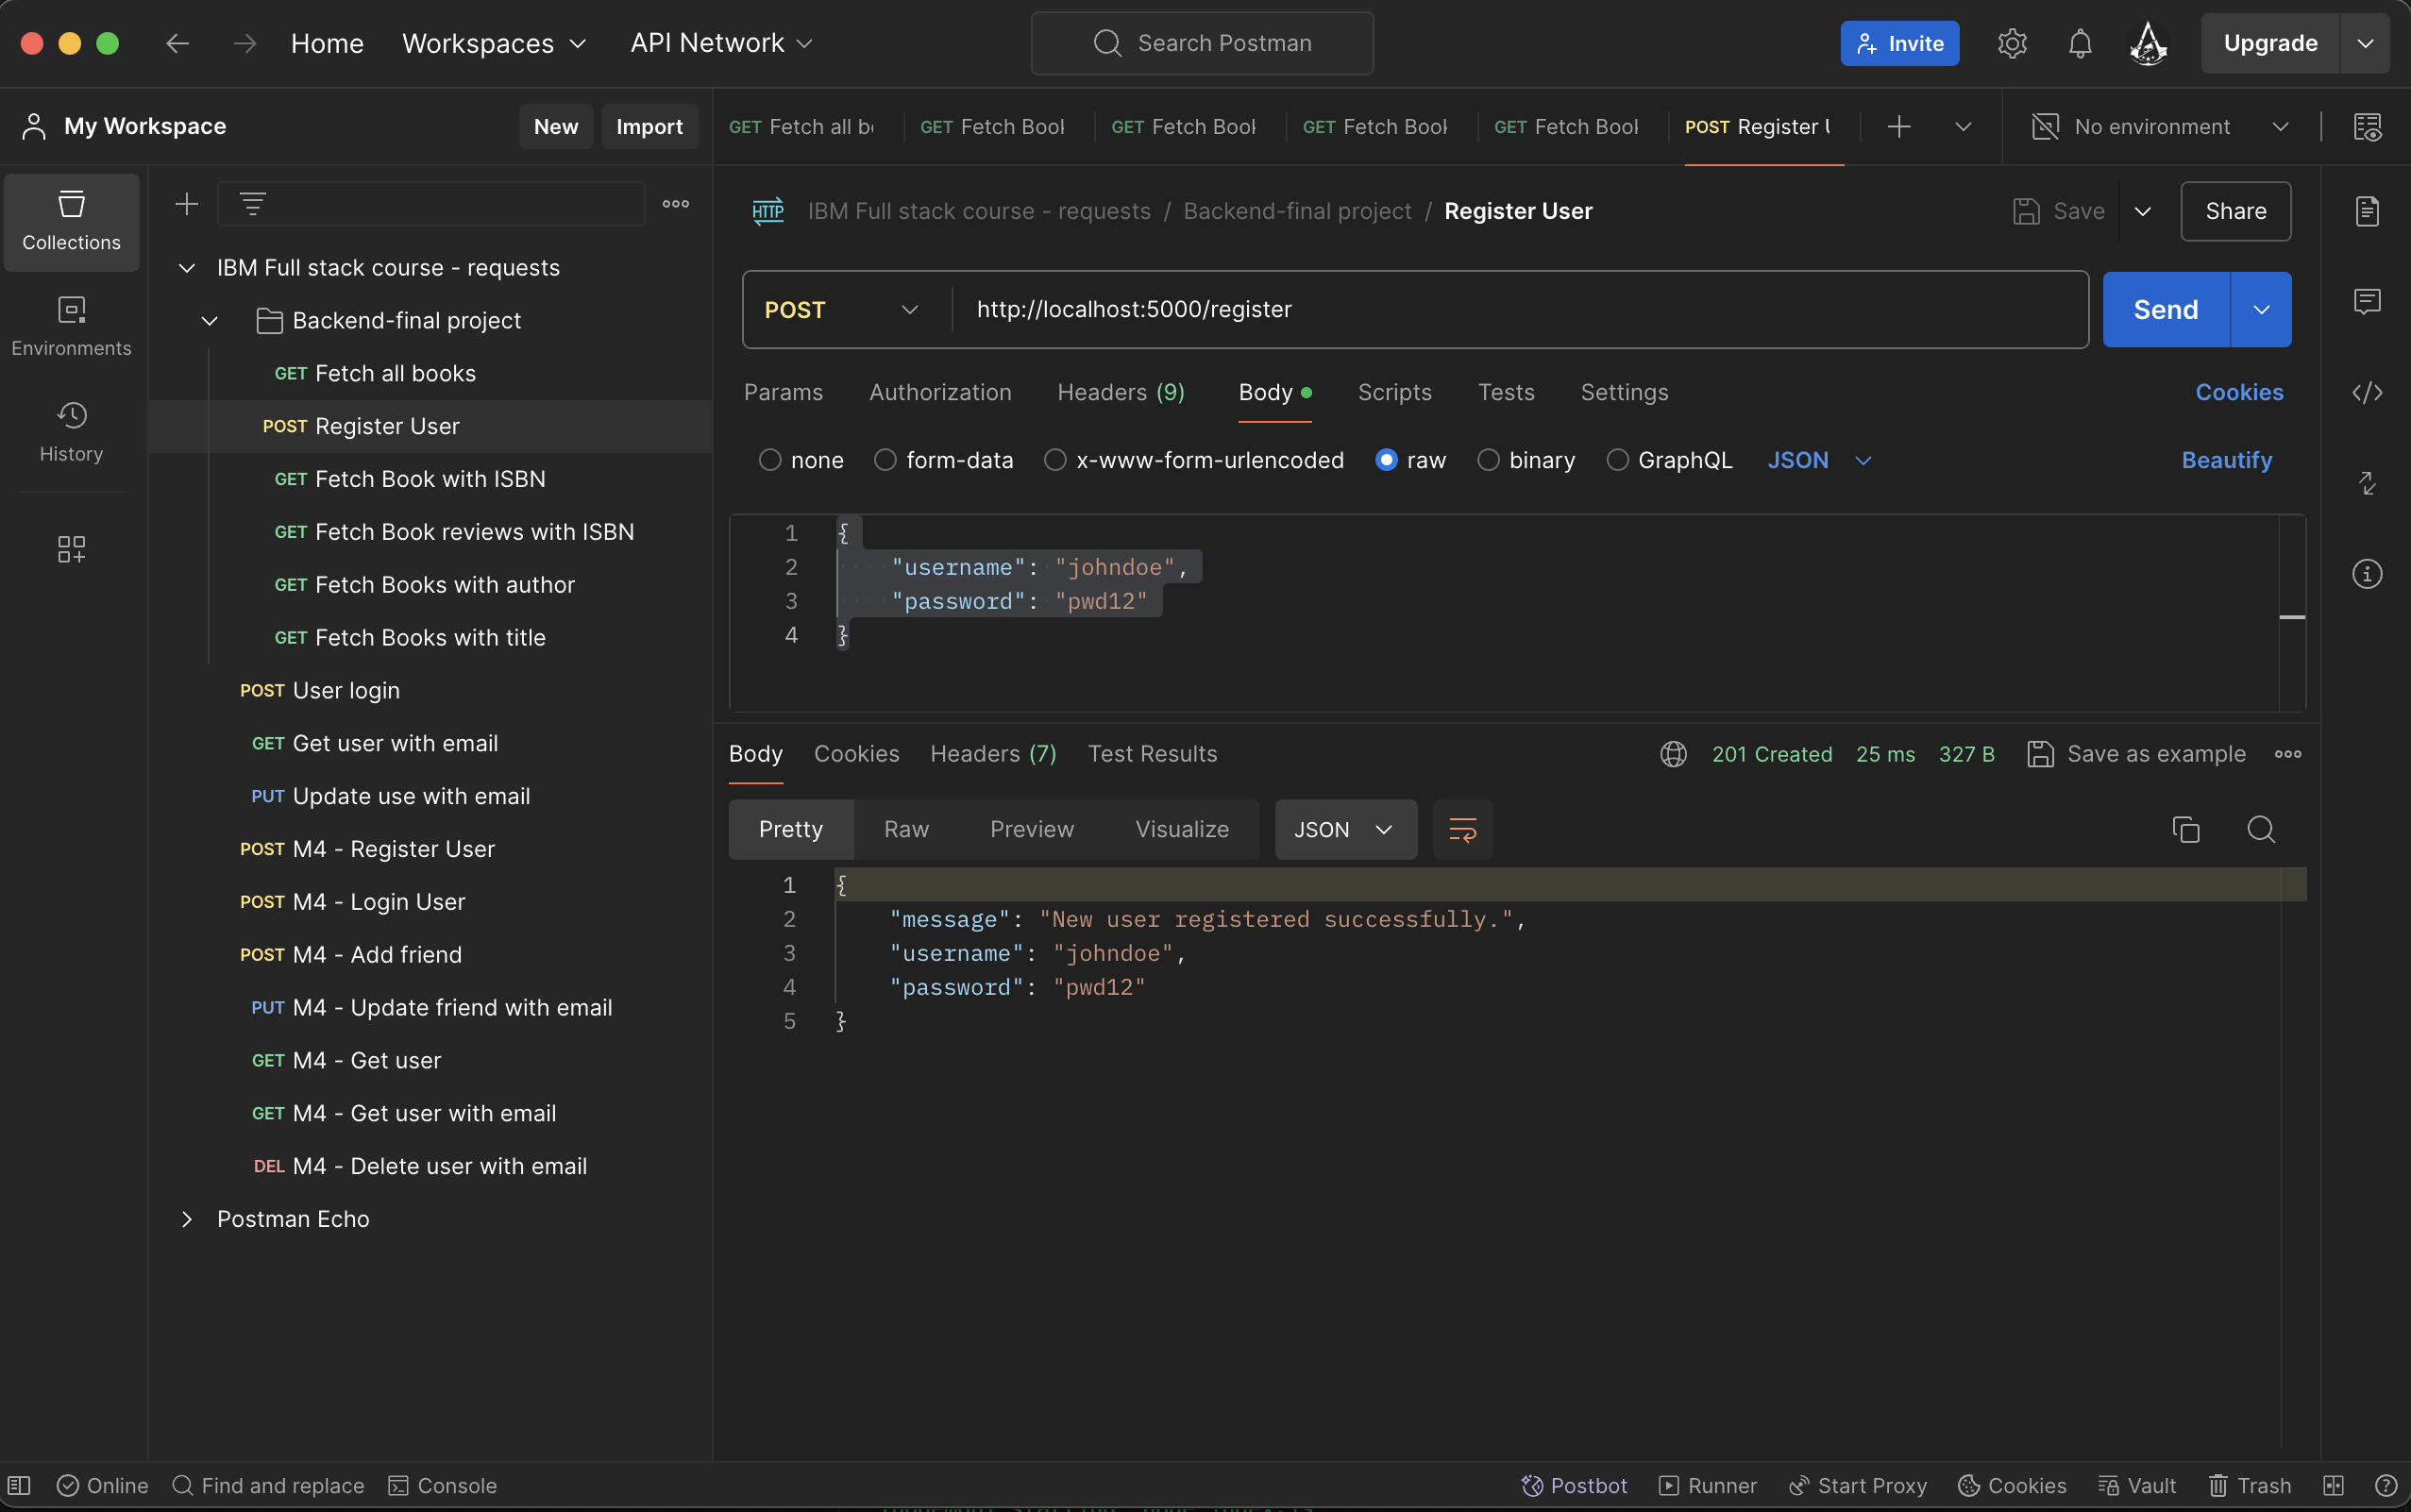 Home Workspaces API Network Search Postman Invite Upgrade
My Workspace New Import
GET Fetch all b GET Fetch Bool GET Fetch Book GET Fetch Book GET Fetch Bool POST Register No environment
Collections
Environments
History
IBM Full stack course - requests
Backend-final project
GET Fetch all books
POST Register User
GET Fetch Book with ISBN
GET Fetch Book reviews with ISBN
GET Fetch Books with author
GET Fetch Books with title
POST User login
GET Get user with email
PUT Update use with email
POST M4 - Register User
POST M4 - Login User
POST M4 - Add friend
PUT M4 - Update friend with email
GET M4 - Get user
GET M4 - Get user with email
DEL M4 - Delete user with email
Postman Echo
HTTP IBM Full stack course - requests / Backend-final project / Register User Save Share
POST http://localhost:5000/register Send
Params Authorization Headers (9) Body Scripts Tests Settings Cookies
none form-data x-www-form-urlencoded raw binary GraphQL JSON Beautify
1 {
2 "username": "johndoe",
3 "password": "pwd12"
4 }
Body Cookies Headers (7) Test Results 201 Created 25 ms 327 B Save as example
Pretty Raw Preview Visualize JSON
1 {
2 "message": "New user registered successfully.",
3 "username": "johndoe",
4 "password": "pwd12"
5 }
Online Find and replace Console Postbot Runner Start Proxy Cookies Vault Trash